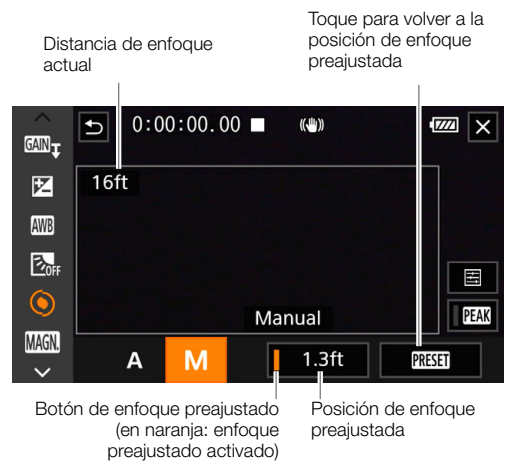 Toque para volver a la
posición de enfoque
preajustada
Distancia de enfoque
actual
0:00:00.00
GAIN
16ft
AWB
OFF
Manual
PEAK
MAGN.
A
M
1.3ft
PRESET
Botón de enfoque preajustado
(en naranja: enfoque
preajustado activado)
Posición de enfoque
preajustada